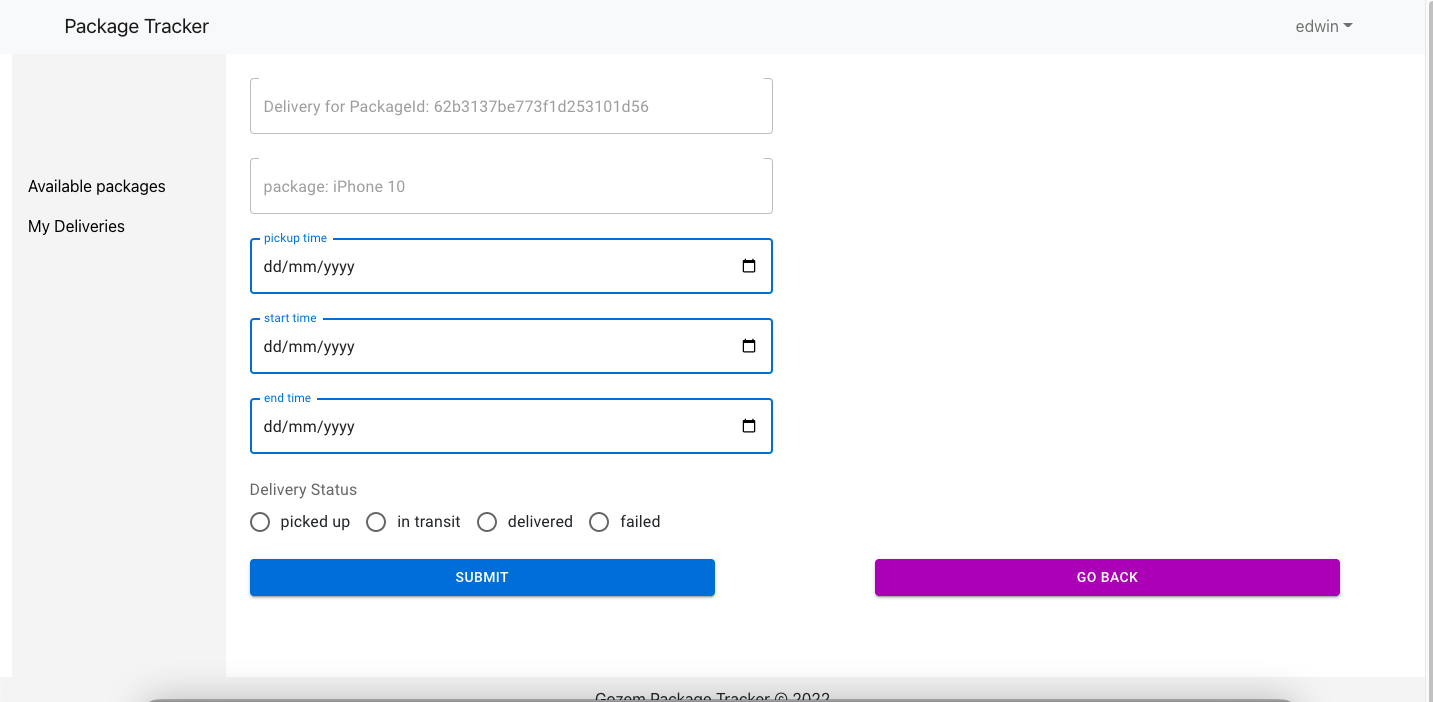 Package Tracker
edwin
Available packages
My Deliveries
Delivery for PackageId: 62b3137be773f1d253101d56
package: iPhone 10
pickup time
dd/mm/yyyy
start time
dd/mm/yyyy
end time
dd/mm/yyyy
Delivery Status
picked up in transit delivered failed
SUBMIT
GO BACK
Gozem Package Tracker © 2022